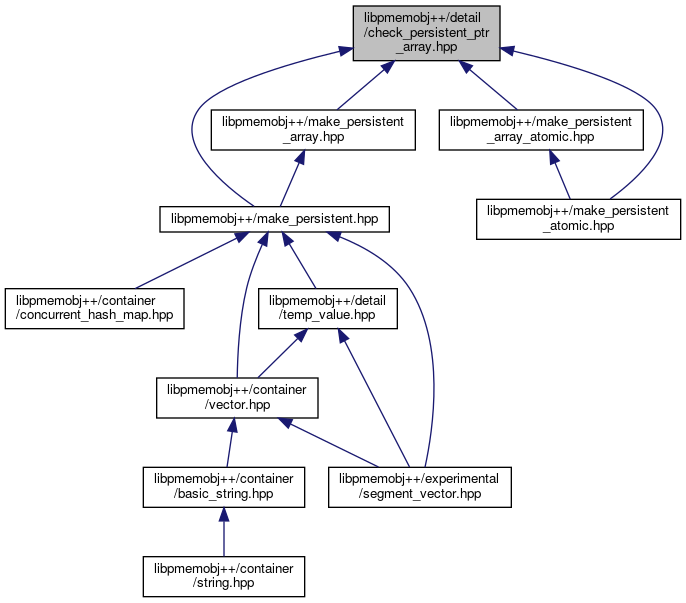 libpmemobj++/detail
/check_persistent_ptr
_array.hpp
libpmemobj++/make_persistent
_array.hpp
libpmemobj++/make_persistent
_array_atomic.hpp
libpmemobj++/make_persistent.hpp
libpmemobj++/make_persistent
_atomic.hpp
libpmemobj++/container
/concurrent_hash_map.hpp
libpmemobj++/detail
/temp_value.hpp
libpmemobj++/container
/vector.hpp
libpmemobj++/container
/basic_string.hpp
libpmemobj++/experimental
/segment_vector.hpp
libpmemobj++/container
/string.hpp